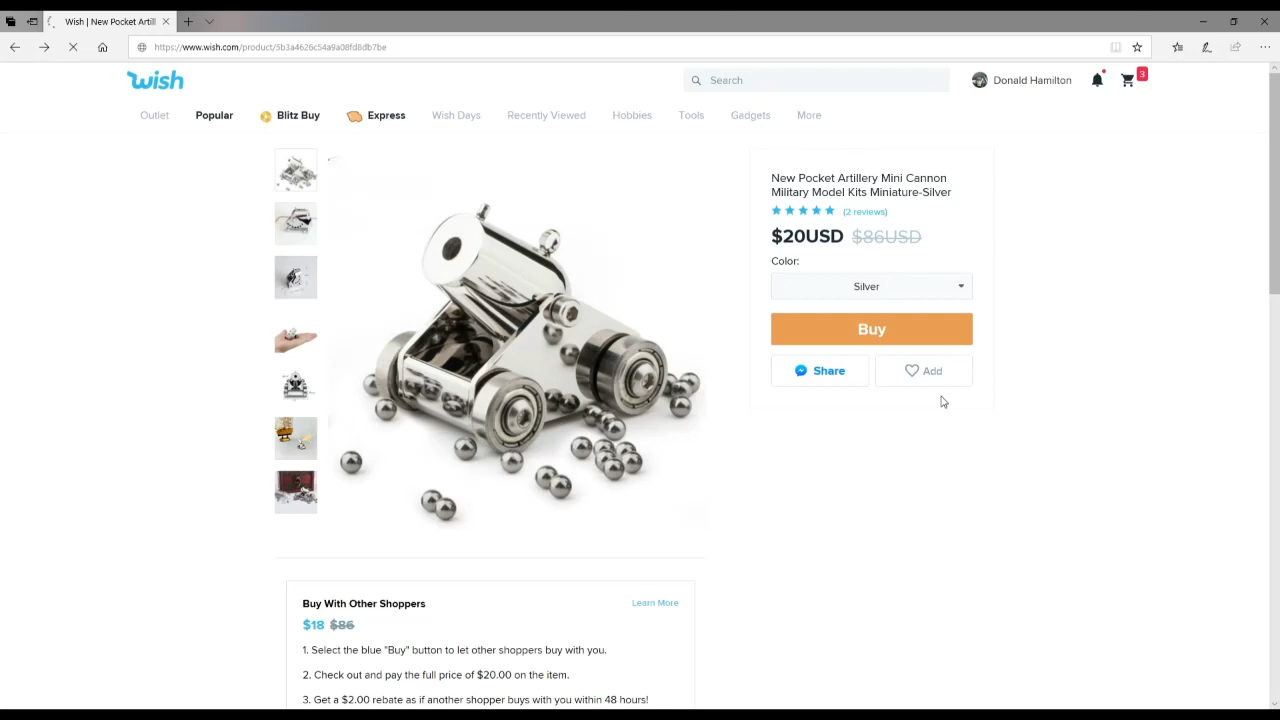 Wish | New Pocket Artill
https://www.wish.com/product/5b3a4626c54a9a08fd8db7be
wish
Search
Donald Hamilton
3
Outlet
Popular
Blitz Buy
Express
Wish Days
Recently Viewed
Hobbies
Tools
Gadgets
More
New Pocket Artillery Mini Cannon
Military Model Kits Miniature-Silver
(2 reviews)
$20USD $86USD
Color:
Silver
Buy
Share
Add
Buy With Other Shoppers
Learn More
$18 $86
1. Select the blue "Buy" button to let other shoppers buy with you.
2. Check out and pay the full price of $20.00 on the item.
3. Get a $2.00 rebate as if another shopper buys with you within 48 hours!